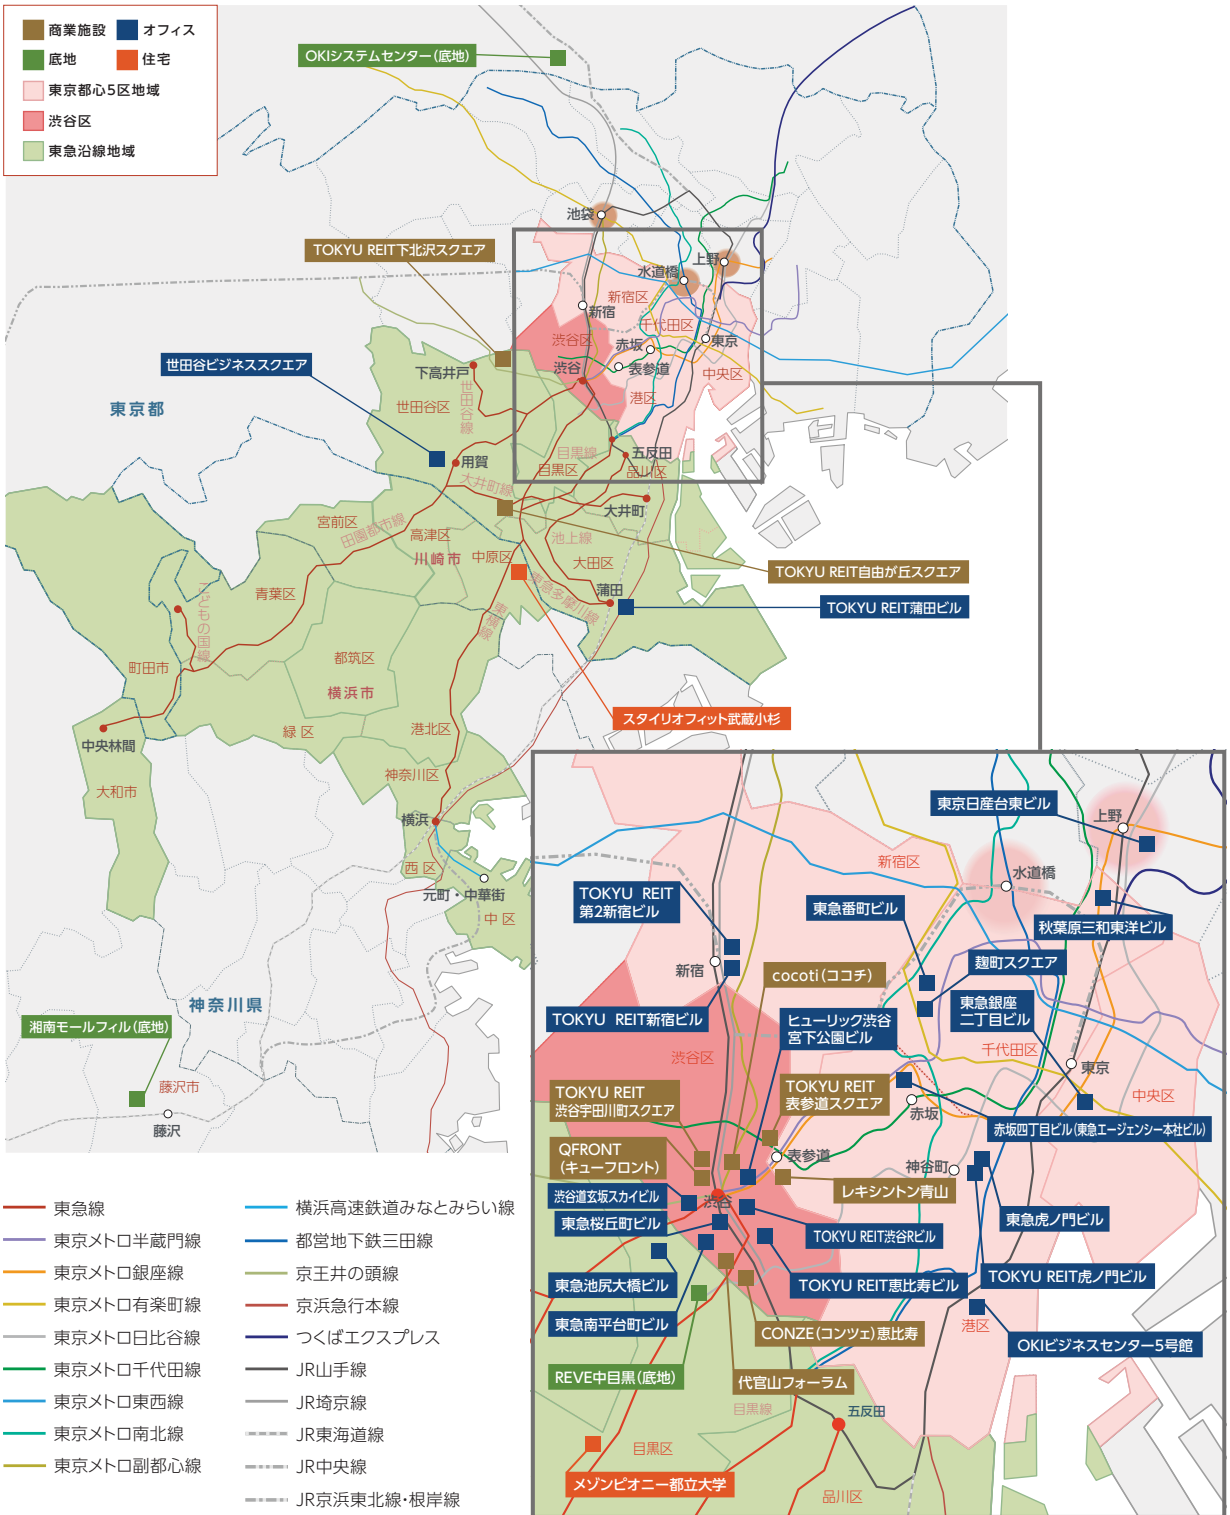 商業施設
オフィス
底地
住宅
東京都心5区地域
渋谷区
東急沿線地域
OKIシステムセンター(底地)
池袋
TOKYU REIT下北沢スクエア
上野
水道橋
新宿区
新宿
千代田区
渋谷区
赤坂
東京
表参道
渋谷
中央区
港区
世田谷ビジネススクエア
下高井戸
世田谷区
世田谷線
東京都
目黒線
五反田
用賀
目黒区
品川区
大井町線
大井町
宮前区
田園都市線
高津区
川崎市
中原区
池上線
大田区
TOKYU REIT自由が丘スクエア
東急多摩川線
蒲田
TOKYU REIT蒲田ビル
こどもの国線
青葉区
東横線
町田市
都筑区
横浜市
スタイリオフィット武蔵小杉
緑区
港北区
中央林間
神奈川区
大和市
横浜
西区
元町・中華街
中区
神奈川県
湘南モールフィル(底地)
藤沢市
藤沢
東京日産台東ビル
上野
新宿区
水道橋
TOKYU REIT
第2新宿ビル
東急番町ビル
秋葉原三和東洋ビル
新宿
cocoti(ココチ)
麹町スクエア
TOKYU REIT新宿ビル
ヒューリック渋谷
宮下公園ビル
東急銀座
二丁目ビル
渋谷区
千代田区
東京
TOKYU REIT
渋谷宇田川町スクエア
TOKYU REIT
表参道スクエア
赤坂
中央区
赤坂四丁目ビル(東急エージェンシー本社ビル)
QFRONT
(キューフロント)
表参道
神谷町
渋谷道玄坂スカイビル
渋谷
レキシントン青山
東急桜丘町ビル
TOKYU REIT渋谷Rビル
東急虎ノ門ビル
東急池尻大橋ビル
TOKYU REIT恵比寿ビル
TOKYU REIT虎ノ門ビル
東急南平台町ビル
CONZE(コンツェ)恵比寿
港区
OKIビジネスセンター5号館
REVE中目黒(底地)
代官山フォーラム
目黒線
五反田
目黒区
メゾンピオニー都立大学
品川区
東急線
東京メトロ半蔵門線
東京メトロ銀座線
東京メトロ有楽町線
東京メトロ日比谷線
東京メトロ千代田線
東京メトロ東西線
東京メトロ南北線
東京メトロ副都心線
横浜高速鉄道みなとみらい線
都営地下鉄三田線
京王井の頭線
京浜急行本線
つくばエクスプレス
JR山手線
JR埼京線
JR東海道線
JR中央線
JR京浜東北線・根岸線